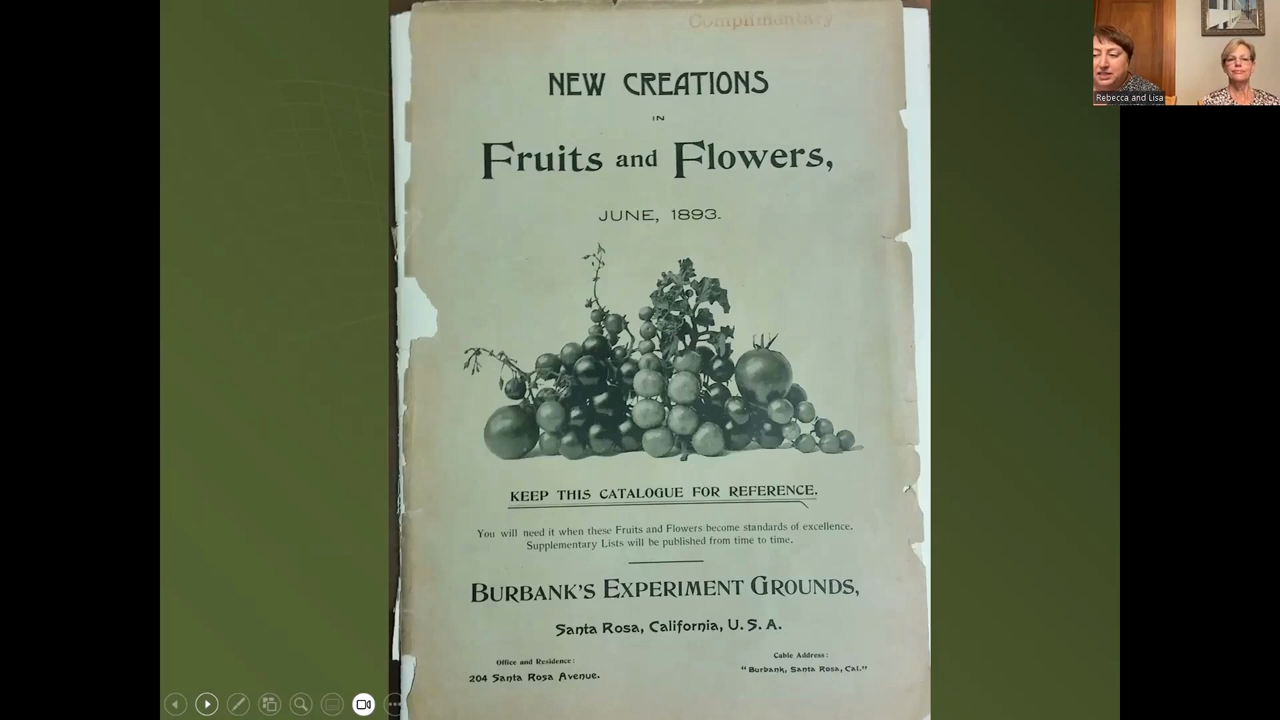 Complimentary
NEW CREATIONS
IN
Fruits and Flowers,
JUNE, 1893.
KEEP THIS CATALOGUE FOR REFERENCE.
You will need it when these Fruits and Flowers become standards of excellence.
Supplementary Lists will be published from time to time.
BURBANK'S EXPERIMENT GROUNDS,
Santa Rosa, California, U. S. A.
Office and Residence:
204 Santa Rosa Avenue.
Cable Address:
"Burbank, Santa Rosa, Cal."
Rebecca and Lisa